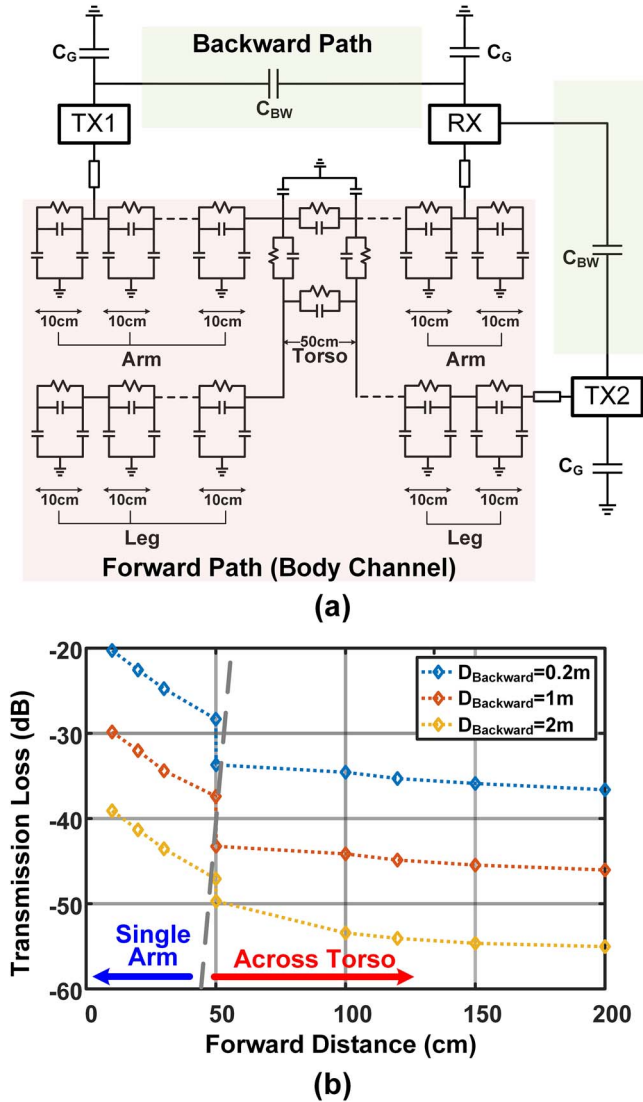 C_G
Backward Path
C_G
C_BW
TX1
RX
C_BW
10cm
10cm
10cm
Arm
50cm
Torso
10cm
10cm
Arm
TX2
C_G
10cm
10cm
10cm
Leg
10cm
10cm
Leg
Forward Path (Body Channel)
(a)
Transmission Loss (dB)
-20
-30
-40
-50
-60
D_Backward=0.2m
D_Backward=1m
D_Backward=2m
Single
Arm
Across Torso
0
50
100
150
200
Forward Distance (cm)
(b)